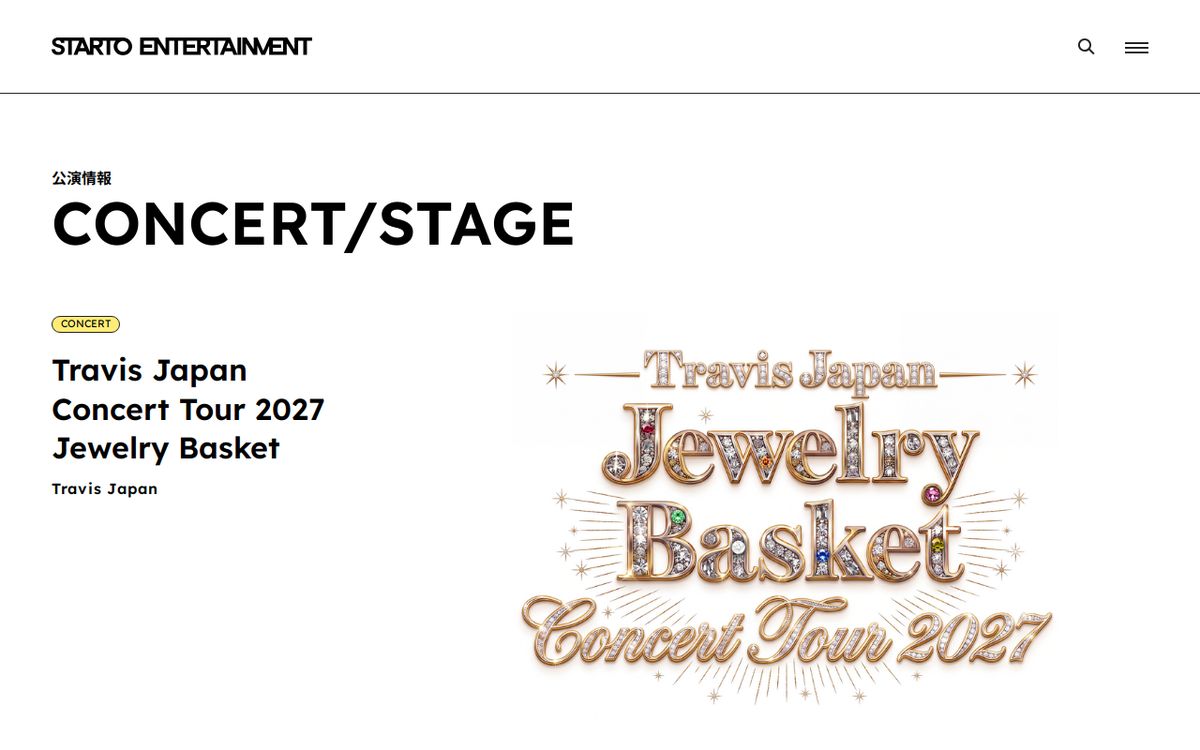 STARTO ENTERTAINMENT
公演情報
CONCERT/STAGE
CONCERT
Travis Japan
Concert Tour 2027
Jewelry Basket
Travis Japan
Travis Japan
Jewelry
Basket
Concert Tour 2027